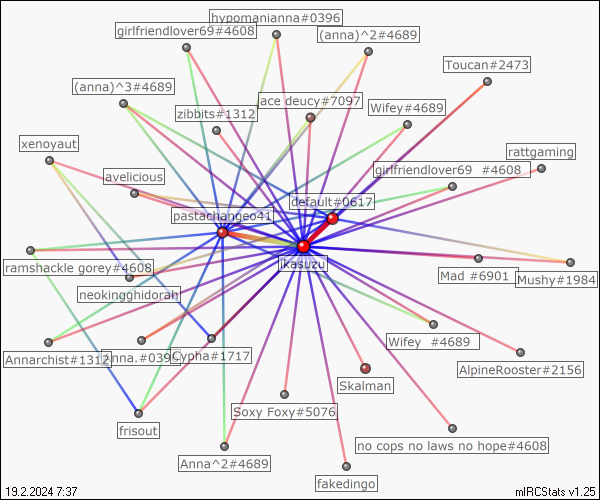 hypomanianna#0396
girlfriendlover69#4608
(anna)^2#4689
Toucan#2473
(anna)^3#4689
ace deucy#7097
zibbits#1312
Wifey#4689
xenoyaut
rattgaming
girlfriendlover69 #4608
avelicious
default#0617
pastachangeo41
jkasuzu
ramshackle gorey#4608
Mad #6901
Mushy#1984
neokingghidorah
Wifey #4689
Annarchist#1312
Anna.#0396
Cypha#1717
AlpineRooster#2156
Skalman
Soxy Foxy#5076
frisout
no cops no laws no hope#4608
Anna^2#4689
fakedingo
19.2.2024 7:37
mIRCStats v1.25